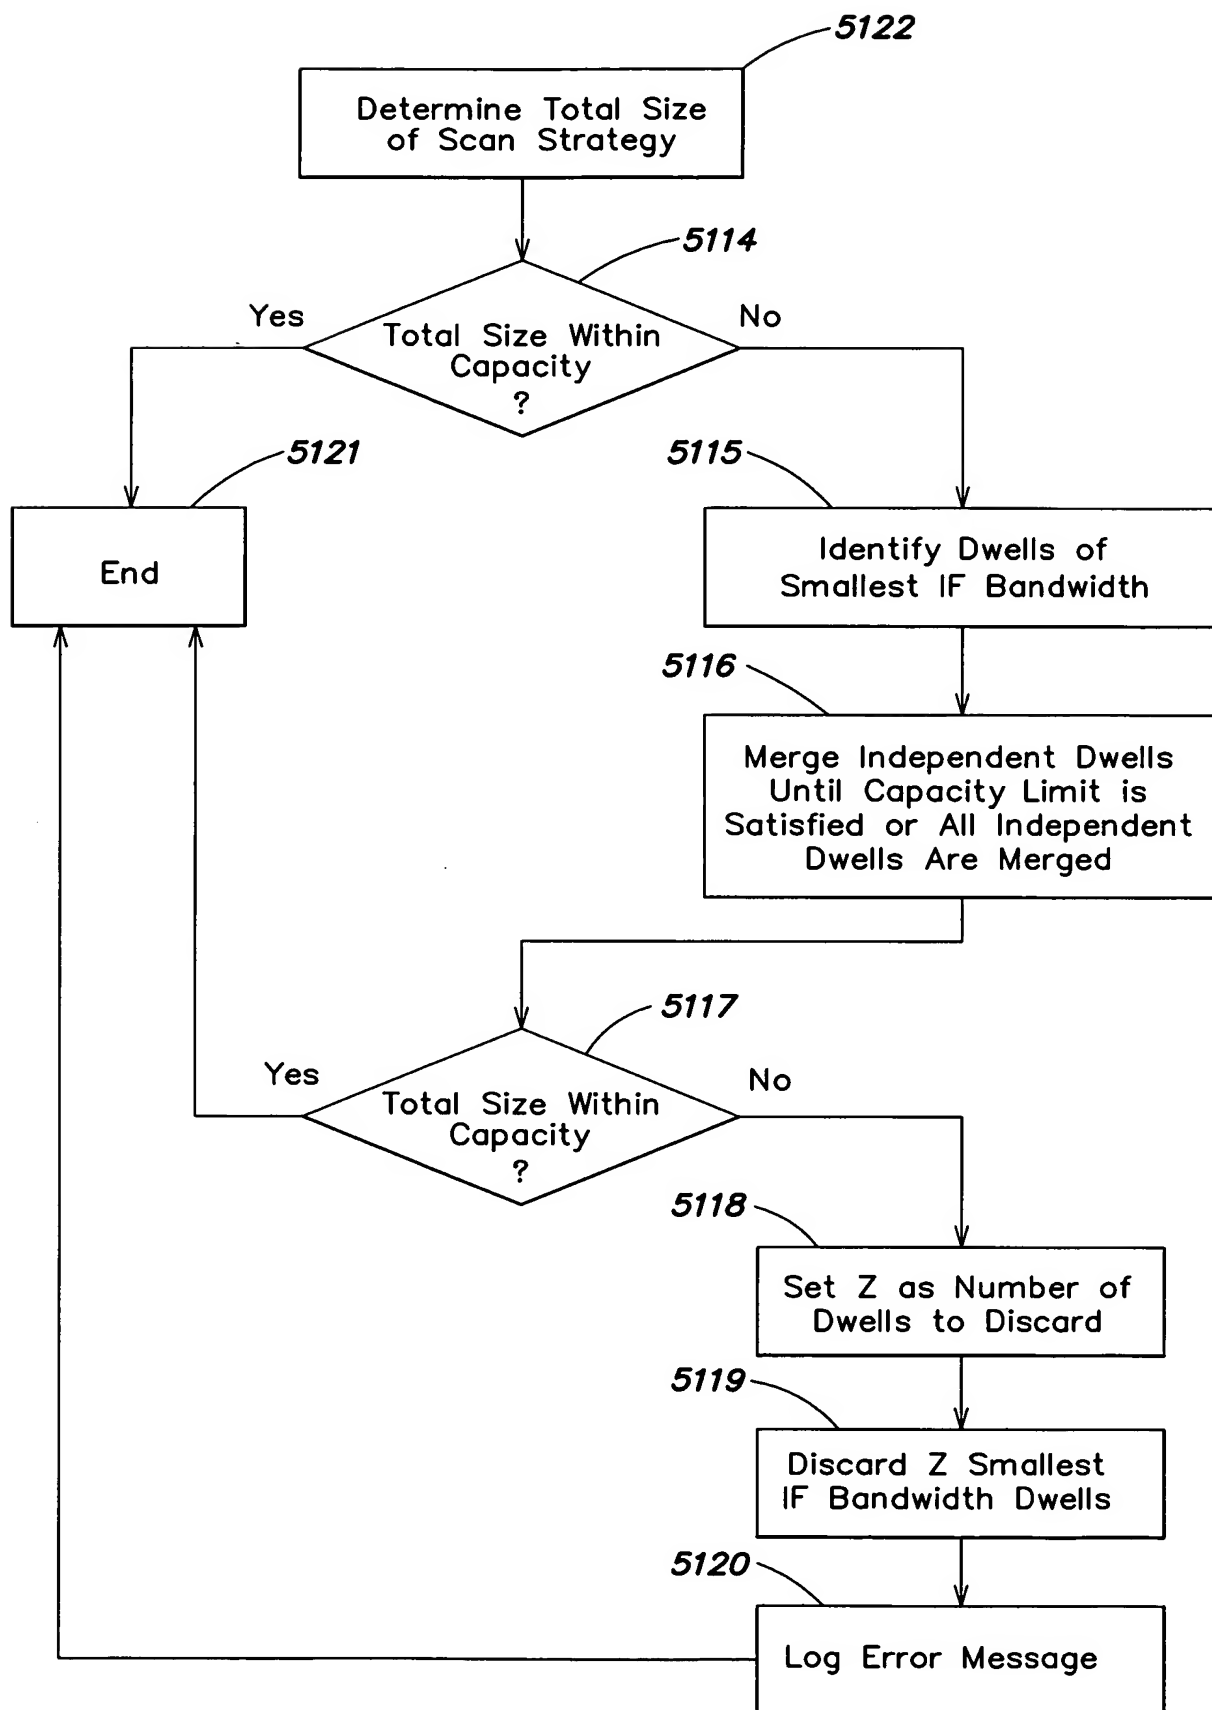 5122
Determine Total Size
of Scan Strategy
5114
Yes
No
Total Size Within
Capacity
?
5121
5115
End
Identify Dwells of
Smallest IF Bandwidth
5116
Merge Independent Dwells
Until Capacity Limit is
Satisfied or All Independent
Dwells Are Merged
5117
Yes
No
Total Size Within
Capacity
?
5118
Set Z as Number of
Dwells to Discard
5119
Discard Z Smallest
IF Bandwidth Dwells
5120
Log Error Message